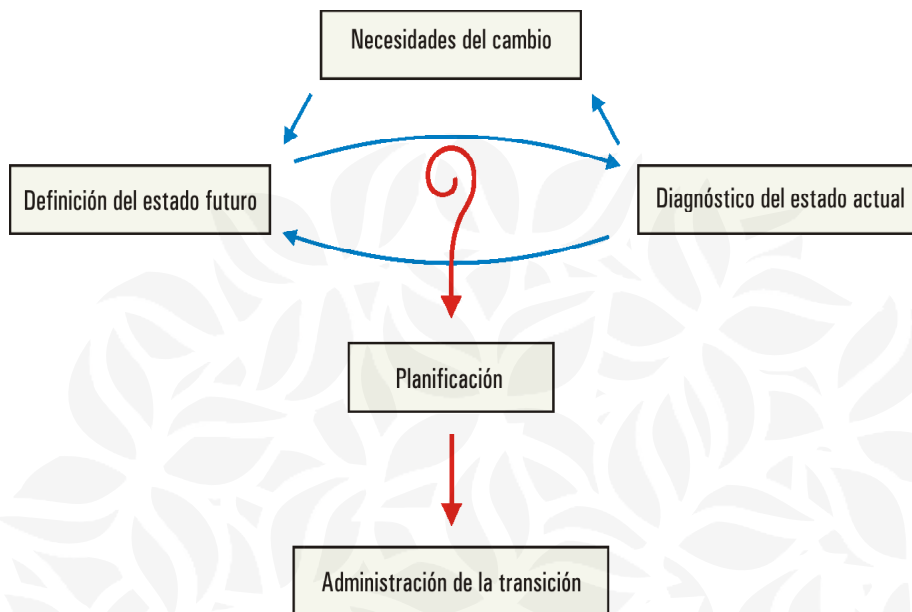 Necesidades del cambio
Definición del estado futuro
Diagnóstico del estado actual
Planificación
Administración de la transición